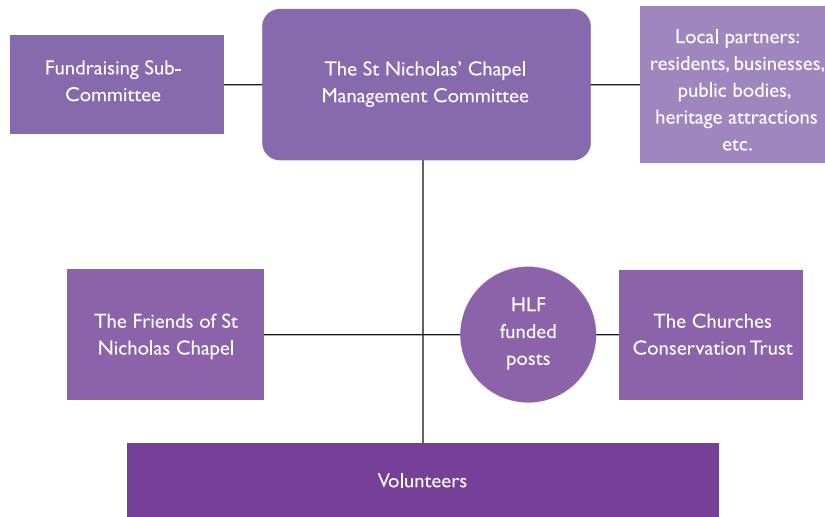 Fundraising Sub-
Committee
The St Nicholas’ Chapel
Management Committee
Local partners:
residents, businesses,
public bodies,
heritage attractions
etc.
The Friends of St
Nicholas Chapel
HLF
funded
posts
The Churches
Conservation Trust
Volunteers